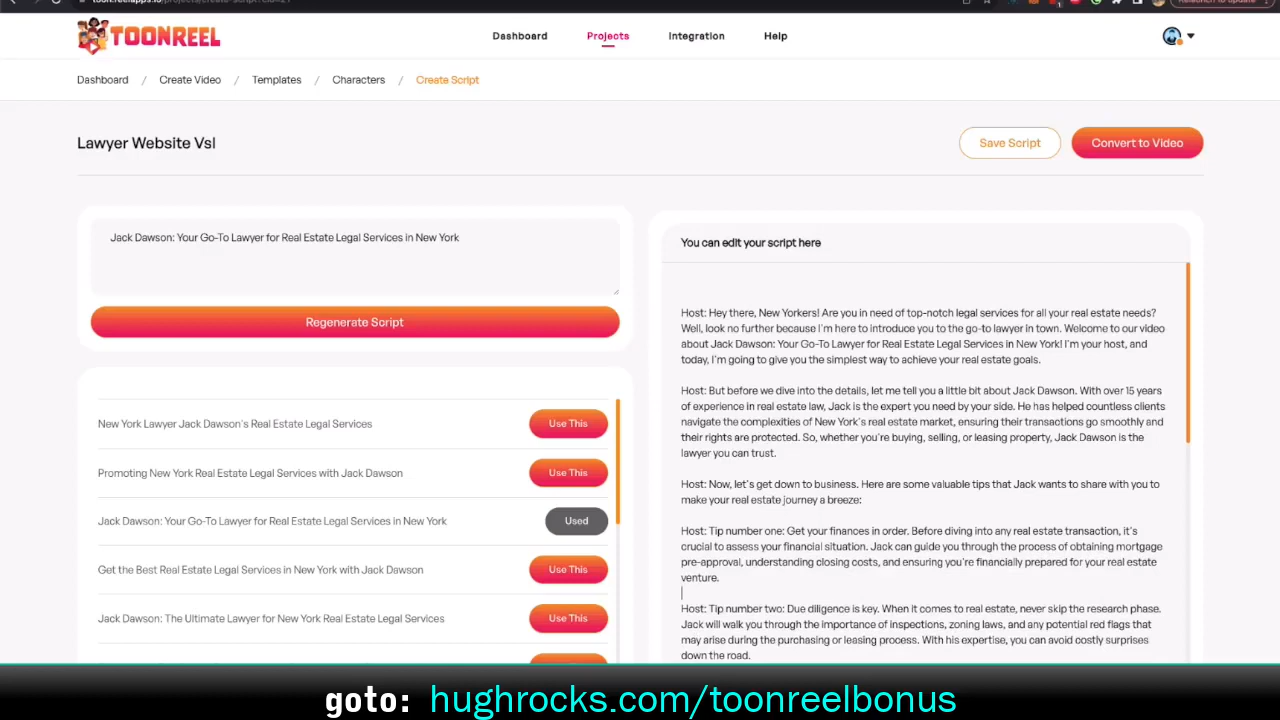 TOONREEL
Dashboard
Projects
Integration
Help
Dashboard / Create Video / Templates / Characters / Create Script
Lawyer Website Vsl
Save Script
Convert to Video
Jack Dawson: Your Go-To Lawyer for Real Estate Legal Services in New York
Regenerate Script
New York Lawyer Jack Dawson's Real Estate Legal Services
Use This
Promoting New York Real Estate Legal Services with Jack Dawson
Use This
Jack Dawson: Your Go-To Lawyer for Real Estate Legal Services in New York
Used
Get the Best Real Estate Legal Services in New York with Jack Dawson
Use This
Jack Dawson: The Ultimate Lawyer for New York Real Estate Legal Services
Use This
You can edit your script here
Host: Hey there, New Yorkers! Are you in need of top-notch legal services for all your real estate needs?
Well, look no further because I'm here to introduce you to the go-to lawyer in town. Welcome to our video
about Jack Dawson: Your Go-To Lawyer for Real Estate Legal Services in New York! I'm your host, and
today, I'm going to give you the simplest way to achieve your real estate goals.
Host: But before we dive into the details, let me tell you a little bit about Jack Dawson. With over 15 years
of experience in real estate law, Jack is the expert you need by your side. He has helped countless clients
navigate the complexities of New York's real estate market, ensuring their transactions go smoothly and
their rights are protected. So, whether you're buying, selling, or leasing property, Jack Dawson is the
lawyer you can trust.
Host: Now, let's get down to business. Here are some valuable tips that Jack wants to share with you to
make your real estate journey a breeze:
Host: Tip number one: Get your finances in order. Before diving into any real estate transaction, it's
crucial to assess your financial situation. Jack can guide you through the process of obtaining mortgage
pre-approval, understanding closing costs, and ensuring you're financially prepared for your real estate
venture.
Host: Tip number two: Due diligence is key. When it comes to real estate, never skip the research phase.
Jack will walk you through the importance of inspections, zoning laws, and any potential red flags that
may arise during the purchasing or leasing process. With his expertise, you can avoid costly surprises
down the road.
goto: hughrocks.com/toonreelbonus